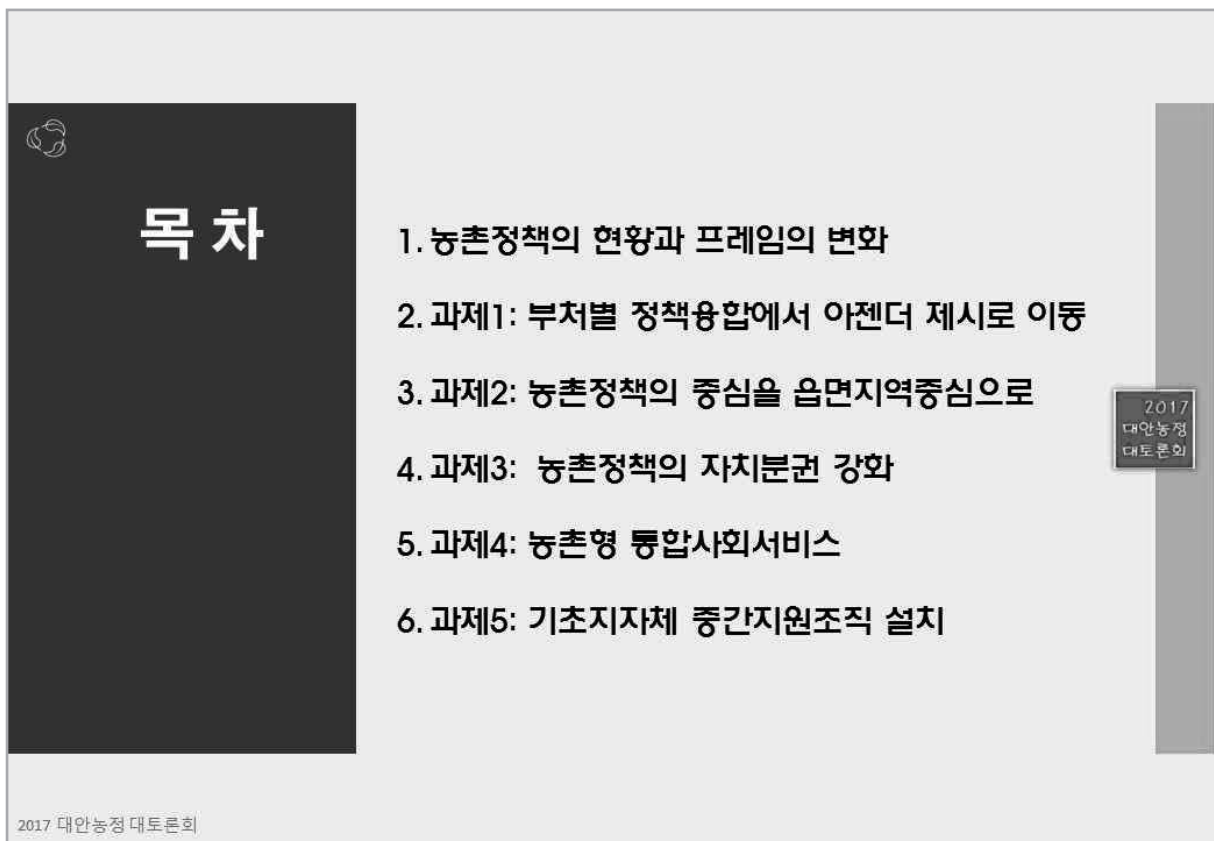 목 차
1. 농촌정책의 현황과 프레임의 변화
2. 과제1: 부처별 정책융합에서 아젠더 제시로 이동
3. 과제2: 농촌정책의 중심을 읍면지역중심으로
4. 과제3: 농촌정책의 자치분권 강화
5. 과제4: 농촌형 통합사회서비스
6. 과제5: 기초지자체 중간지원조직 설치
2017
대안농정
대토론회
2017 대안농정 대토론회